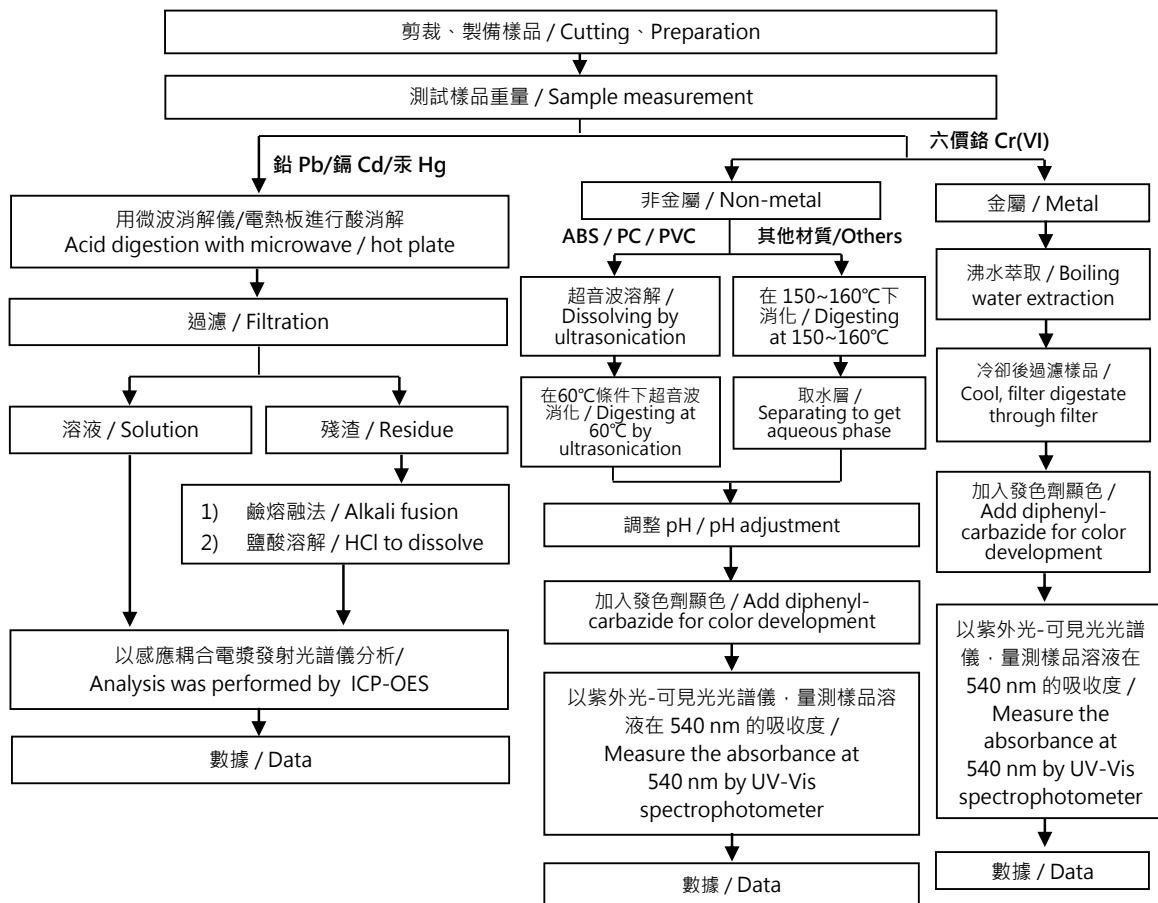 剪裁、製備樣品 / Cutting、Preparation
測試樣品重量 / Sample measurement
鉛 Pb/鎘 Cd/汞 Hg
六價鉻 Cr(VI)
用微波消解儀/電熱板進行酸消解
Acid digestion with microwave / hot plate
過濾 / Filtration
溶液 / Solution
殘渣 / Residue
1) 鹼熔融法 / Alkali fusion
2) 鹽酸溶解 / HCl to dissolve
以感應耦合電漿發射光譜儀分析/
Analysis was performed by ICP-OES
數據 / Data
非金屬 / Non-metal
ABS / PC / PVC
其他材質/Others
超音波溶解 /
Dissolving by
ultrasonication
在60℃條件下超音波
消化 / Digesting at
60℃ by
ultrasonication
在 150~160℃下
消化 / Digesting
at 150~160℃
取水層 /
Separating to get
aqueous phase
調整 pH / pH adjustment
加入發色劑顯色 / Add diphenyl-
carbazide for color development
以紫外光-可見光光譜儀，量測樣品溶
液在 540 nm 的吸收度 /
Measure the absorbance at
540 nm by UV-Vis
spectrophotometer
數據 / Data
金屬 / Metal
沸水萃取 / Boiling
water extraction
冷卻後過濾樣品 /
Cool, filter digestate
through filter
加入發色劑顯色 /
Add diphenyl-
carbazide for color
development
以紫外光-可見光光譜
儀，量測樣品溶液在
540 nm 的吸收度 /
Measure the
absorbance at
540 nm by UV-Vis
spectrophotometer
數據 / Data